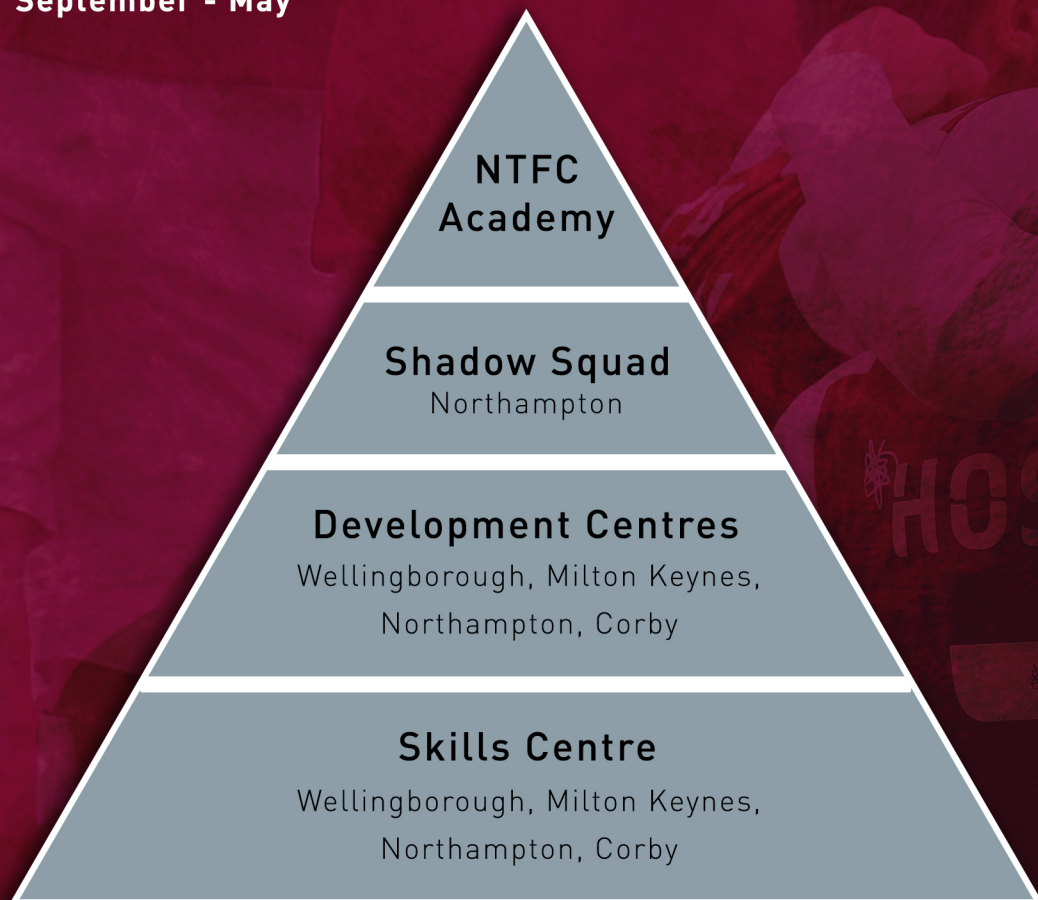 September - May
NTFC
Academy
Shadow Squad
Northampton
Development Centres
Wellingborough, Milton Keynes,
Northampton, Corby
Skills Centre
Wellingborough, Milton Keynes,
Northampton, Corby
HOS